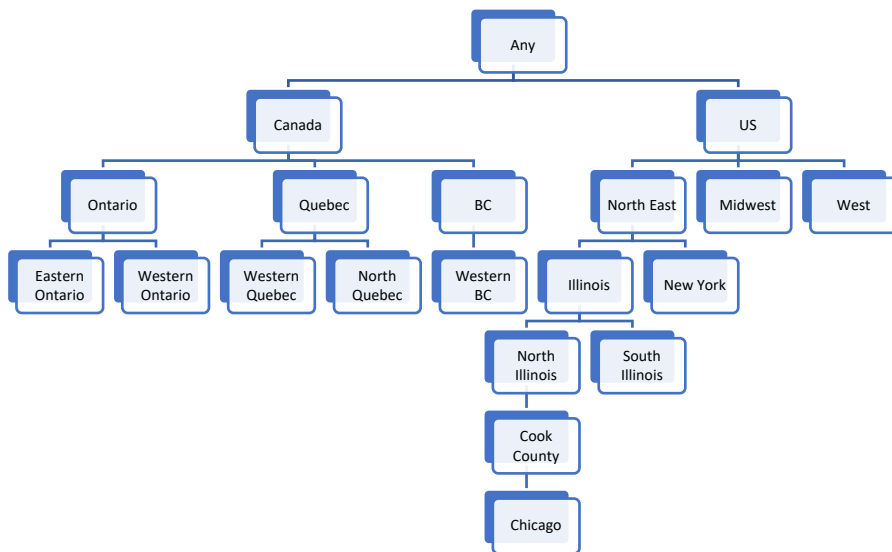 Any
Canada
US
Ontario
Quebec
BC
North East
Midwest
West
Eastern
Ontario
Western
Ontario
Western
Quebec
North
Quebec
Western
BC
Illinois
New York
North
Illinois
South
Illinois
Cook
County
Chicago